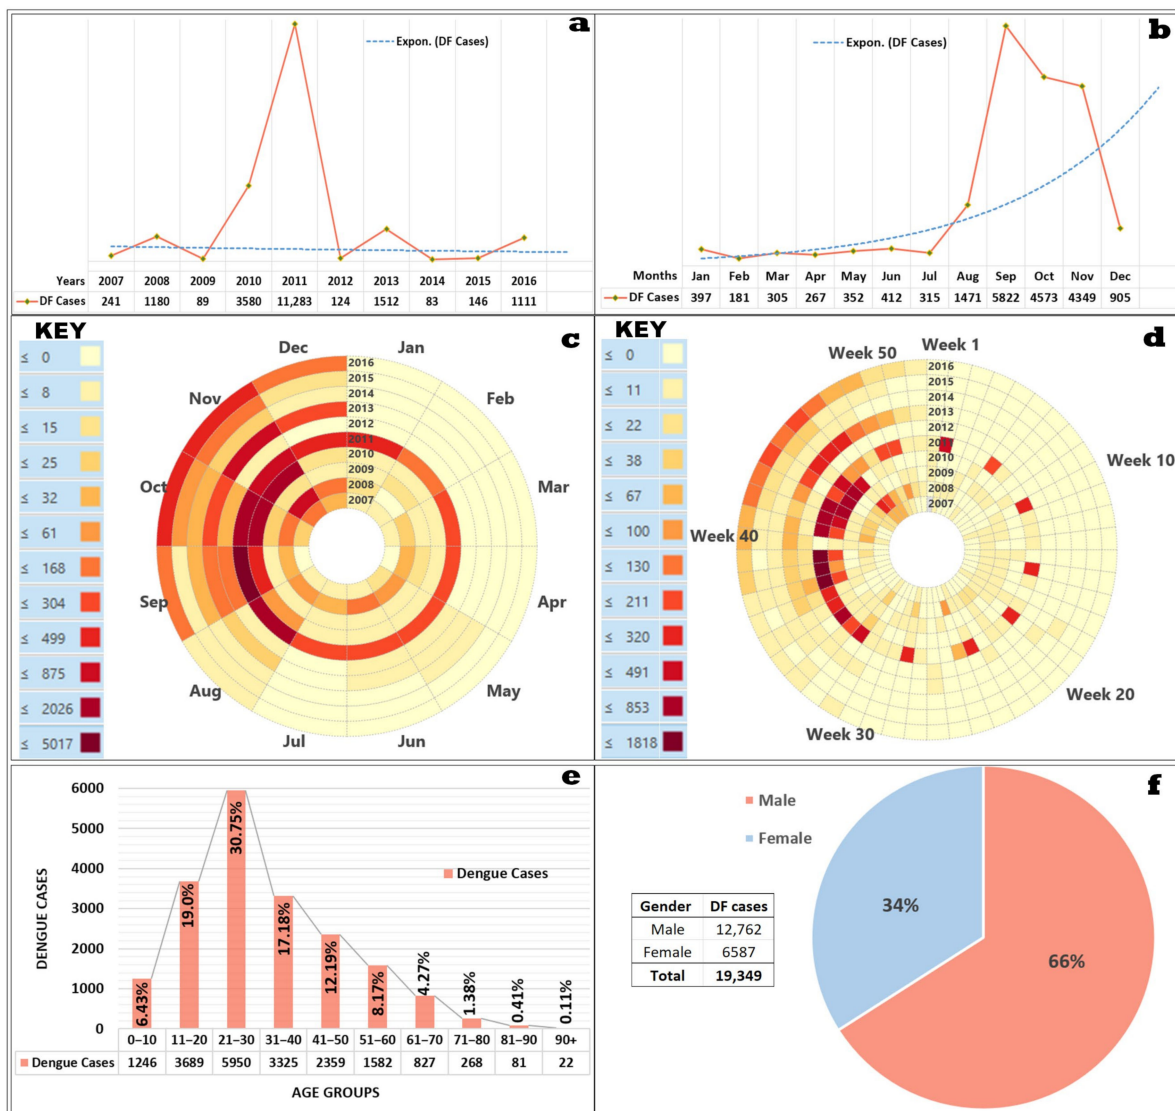 a
Expon. (DF Cases)
Years 2007 2008 2009 2010 2011 2012 2013 2014 2015 2016
DF Cases 241 1180 89 3580 11,283 124 1512 83 146 1111
b
Expon. (DF Cases)
Months Jan Feb Mar Apr May Jun Jul Aug Sep Oct Nov Dec
DF Cases 397 181 305 267 352 412 315 1471 5822 4573 4349 905
KEY
≤ 0
≤ 8
≤ 15
≤ 25
≤ 32
≤ 61
≤ 168
≤ 304
≤ 499
≤ 875
≤ 2026
≤ 5017
c
Jan
Feb
Mar
Apr
May
Jun
Jul
Aug
Sep
Oct
Nov
Dec
2016
2015
2014
2013
2012
2011
2010
2009
2008
2007
KEY
≤ 0
≤ 11
≤ 22
≤ 38
≤ 67
≤ 100
≤ 130
≤ 211
≤ 320
≤ 491
≤ 853
≤ 1818
d
Week 1
Week 10
Week 20
Week 30
Week 40
Week 50
2016
2015
2014
2013
2012
2011
2010
2009
2008
2007
e
DENGUE CASES
6000
5000
4000
3000
2000
1000
0
Dengue Cases
6.43% 19.0% 30.75% 17.18% 12.19% 8.17% 4.27% 1.38% 0.41% 0.11%
0–10 11–20 21–30 31–40 41–50 51–60 61–70 71–80 81–90 90+
Dengue Cases 1246 3689 5950 3325 2359 1582 827 268 81 22
AGE GROUPS
f
Male
Female
Gender DF cases
Male 12,762
Female 6587
Total 19,349
34%
66%